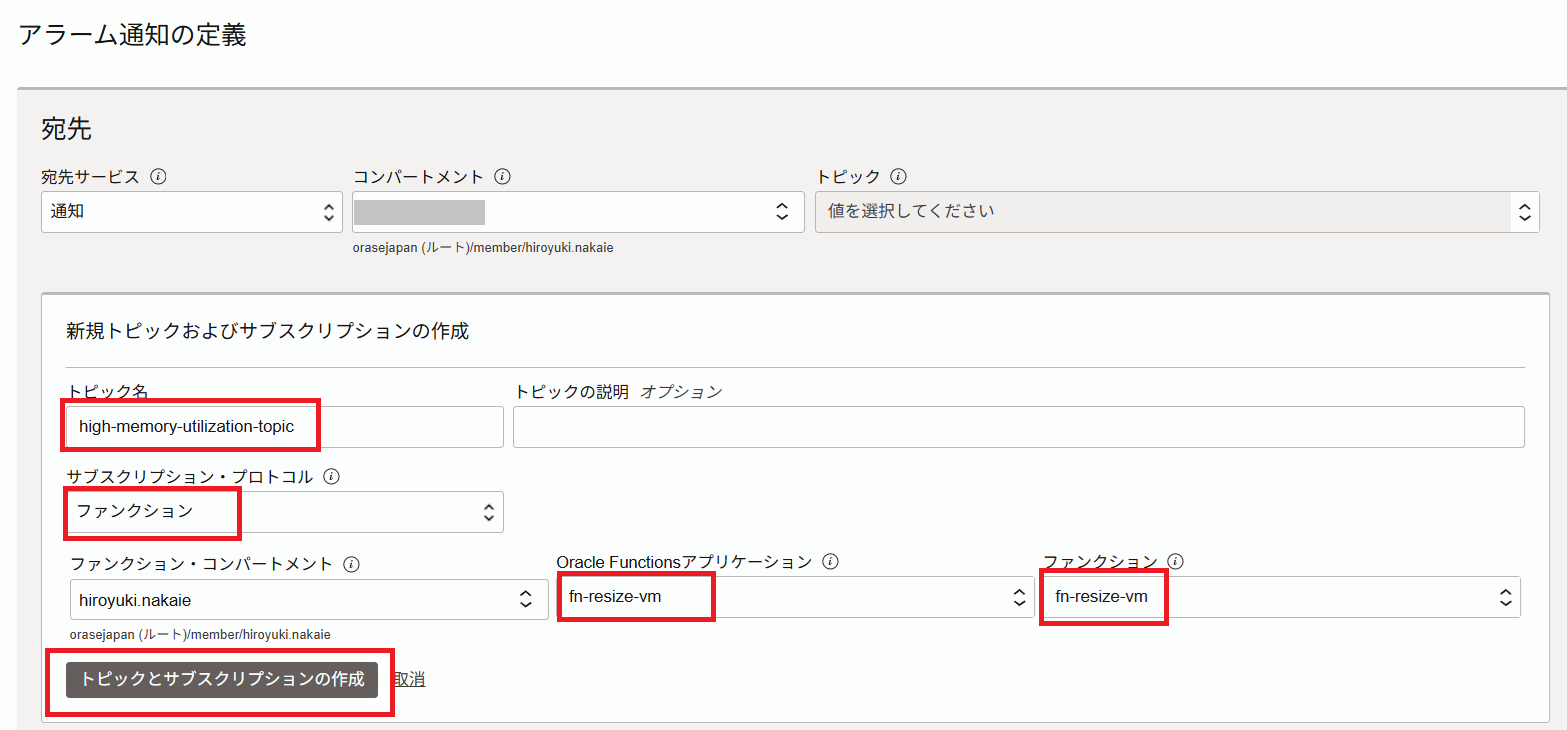 アラーム通知の定義
宛先
宛先サービス
コンパートメント
トピック
通知
値を選択してください
orasejapan (ルート)/member/hiroyuki.nakaie
新規トピックおよびサブスクリプションの作成
トピック名
トピックの説明 オプション
high-memory-utilization-topic
サブスクリプション・プロトコル
ファンクション
ファンクション・コンパートメント
Oracle Functionsアプリケーション
ファンクション
hiroyuki.nakaie
fn-resize-vm
fn-resize-vm
orasejapan (ルート)/member/hiroyuki.nakaie
トピックとサブスクリプションの作成
取消